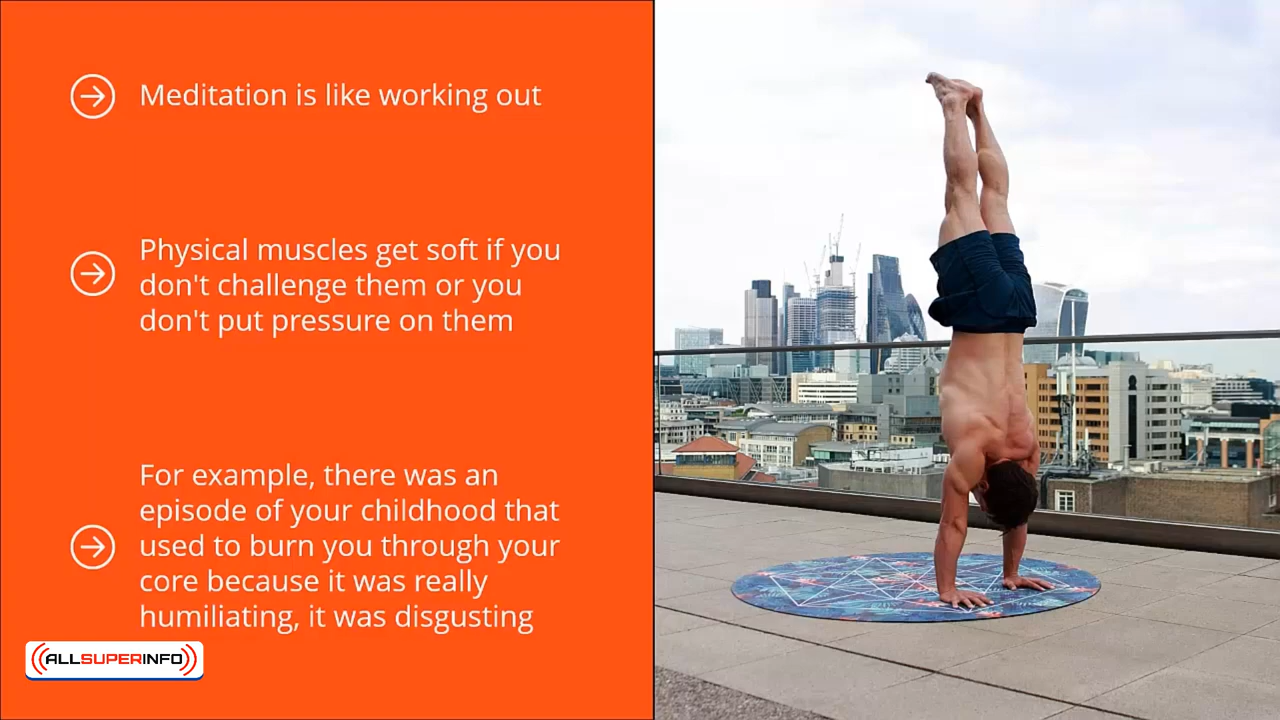 Meditation is like working out
Physical muscles get soft if you
don't challenge them or you
don't put pressure on them
For example, there was an
episode of your childhood that
used to burn you through your
core because it was really
humiliating, it was disgusting
ALLSUPERINFO